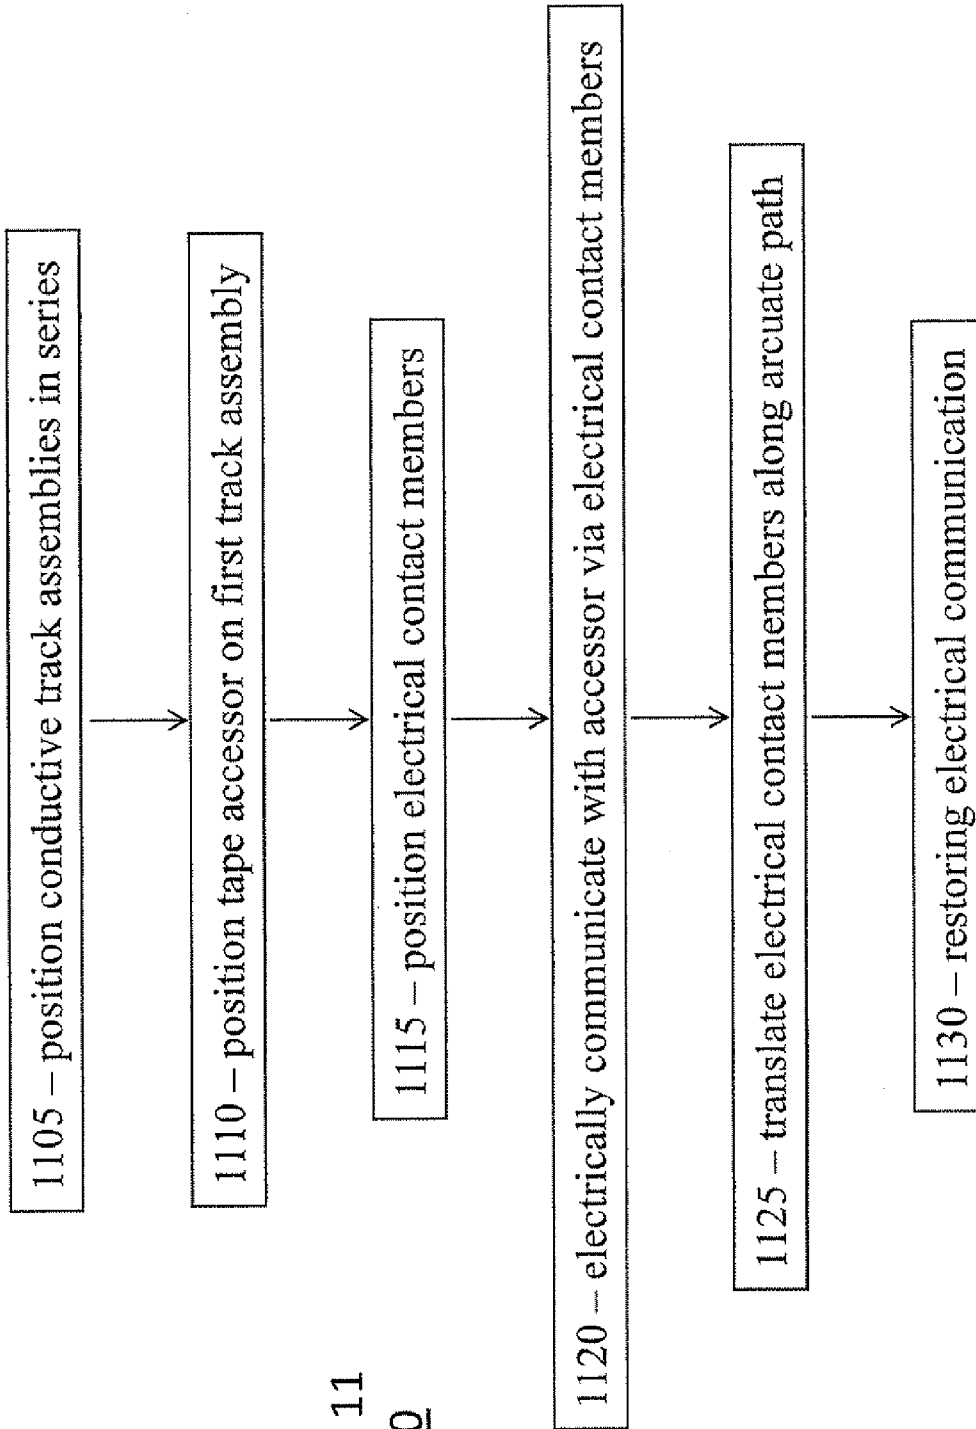 1105 – position conductive track assemblies in series
1110 – position tape accessor on first track assembly
1115 – position electrical contact members
1120 – electrically communicate with accessor via electrical contact members
1125 – translate electrical contact members along arcuate path
1130 – restoring electrical communication
11
0